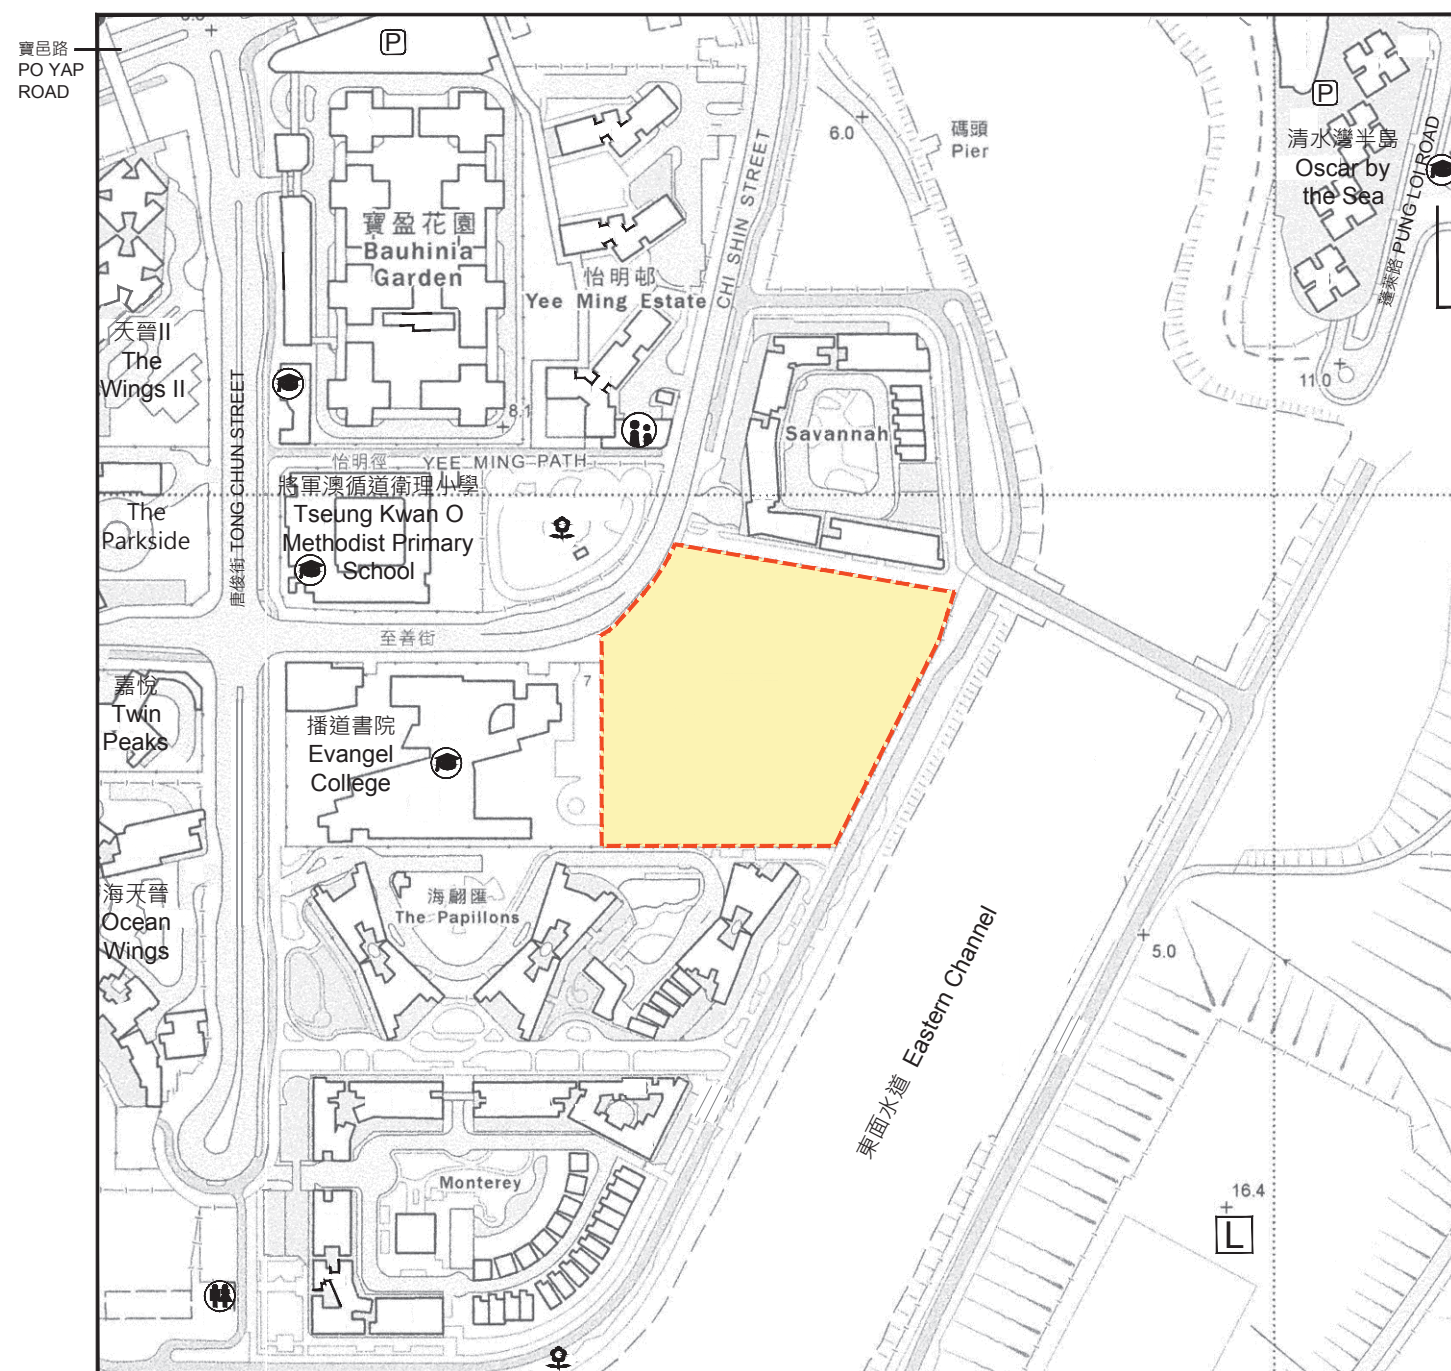 寶邑路
PO YAP
ROAD
P
6.0
碼頭
Pier
P
清水灣半島
Oscar by
the Sea
蓬萊路 PUNG LOI ROAD
11.0
寶盈花園
Bauhinia
Garden
怡明邨
Yee Ming Estate
CHI SHIN STREET
天晉II
The
Wings II
唐俊街 TONG CHUN STREET
8.1
Savannah
怡明徑
YEE MING PATH
將軍澳循道衛理小學
Tseung Kwan O
Methodist Primary
School
The
Parkside
至善街
7
嘉悅
Twin
Peaks
播道書院
Evangel
College
海天晉
Ocean
Wings
海翩匯
The Papillons
東面水道 Eastern Channel
5.0
Monterey
16.4
L